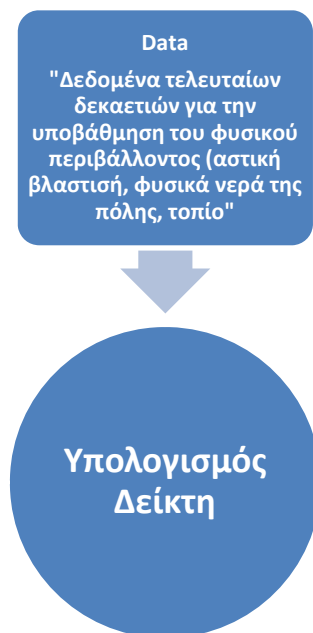 Data
"Δεδομένα τελευταίων
δεκαετιών για την
υποβάθμηση του φυσικού
περιβάλλοντος (αστική
βλαστισή, φυσικά νερά της
πόλης, τοπίο"
Υπολογισμός
Δείκτη